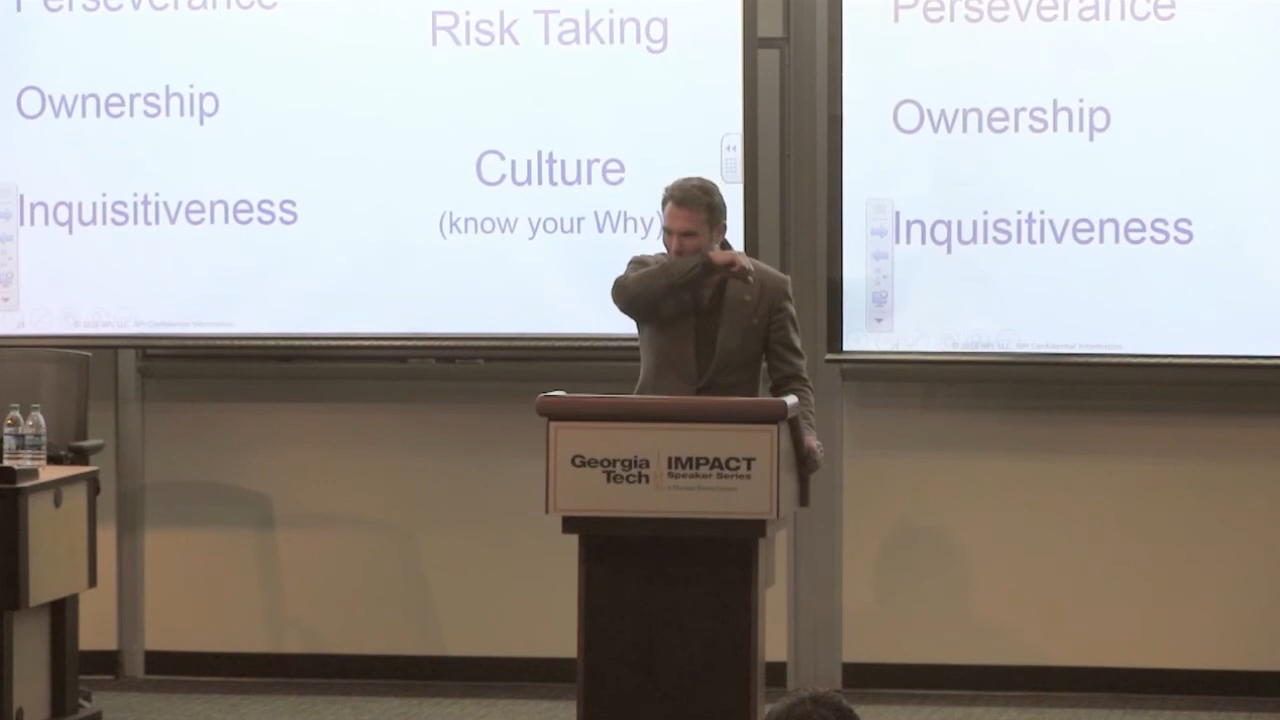 Perseverance
Risk Taking
Ownership
Culture
(know your Why)
Inquisitiveness
Perseverance
Ownership
Inquisitiveness
Georgia Tech
IMPACT
Speaker Series